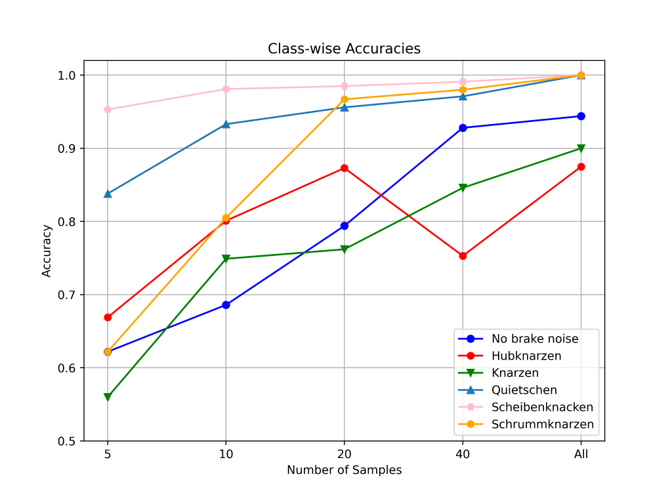 Class-wise Accuracies
Accuracy
1.0
0.9
0.8
0.7
0.6
0.5
5 10 20 40 All
Number of Samples
No brake noise
Hubknarzen
Knarzen
Quietschen
Scheibenknacken
Schrummknarzen